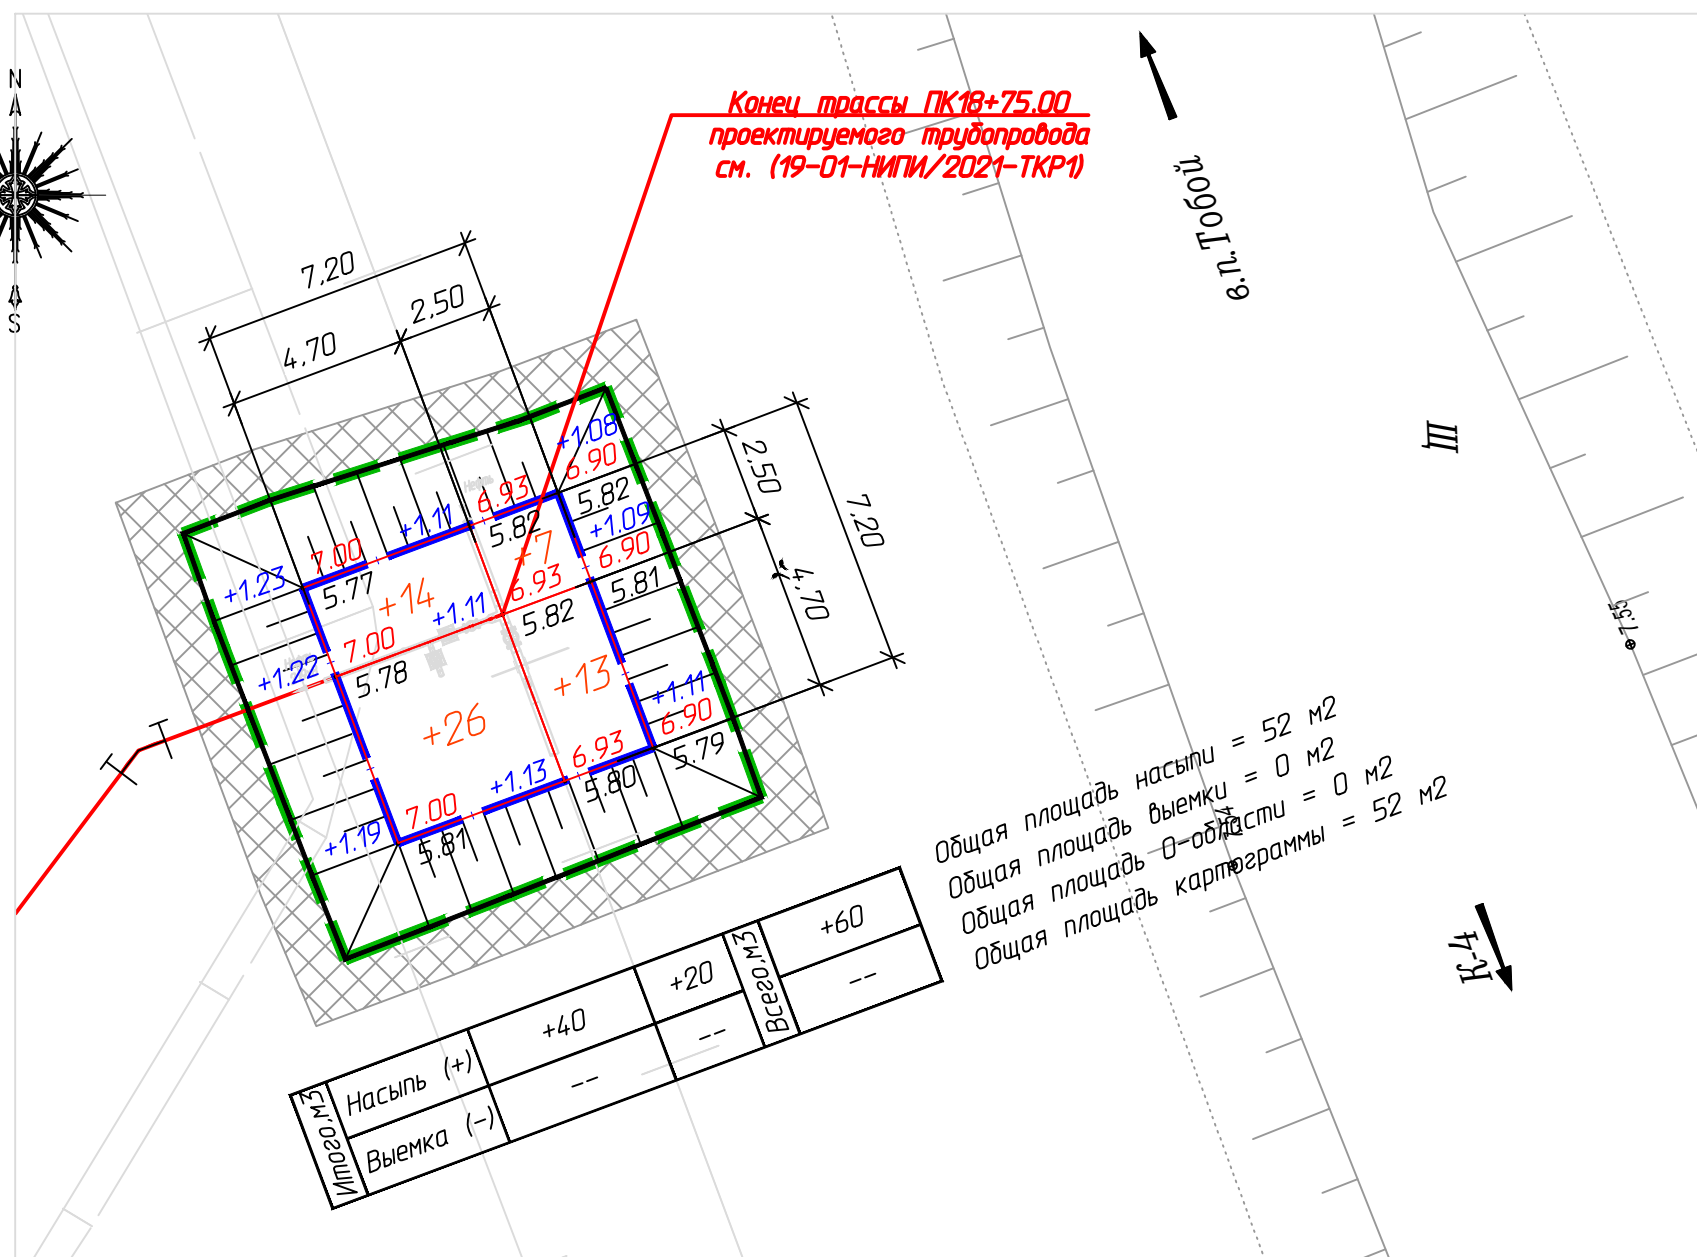 Конец трассы ПК18+75.00
проектируемого трубопровода
см. (19-01-НИПИ/2021-ТКР1)
N
S
в.п.Тобой
7,20
2,50
4,70
2,50
7,20
4,70
+1.08
6.90
5.82
6.93
5.82
+1.11
+1.09
6.90
5.81
7.00
5.77
+1.23
+7
+14
6.93
5.82
+1.11
7.00
5.78
+1.22
+13
+26
+1.11
6.90
5.79
6.93
5.80
+1.13
7.00
5.81
+1.19
Щ
7,55
К-4
Общая площадь насыпи = 52 м2
Общая площадь выемки = 0 м2
Общая площадь 0-области = 0 м2
Общая площадь картограммы = 52 м2
Итого,м3
Насыпь (+)
+40
+20
Всего,м3
+60
Выемка (-)
--
--
--